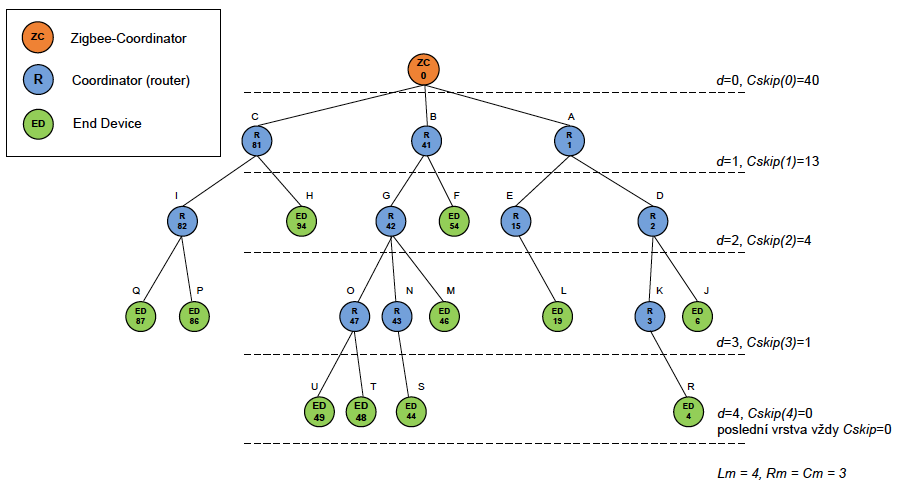 ZC Zigbee-Coordinator
R Coordinator (router)
ED End Device
ZC
0
d=0, Cskip(0)=40
C B A
R R R
81 41 1
d=1, Cskip(1)=13
I H G F E D
R ED R ED R R
82 94 42 54 15 2
d=2, Cskip(2)=4
Q P O N M L K J
ED ED R R ED ED R ED
87 86 47 43 46 19 3 6
d=3, Cskip(3)=1
U T S R
ED ED ED ED
49 48 44 4
d=4, Cskip(4)=0
poslední vrstva vždy Cskip=0
Lm = 4, Rm = Cm = 3